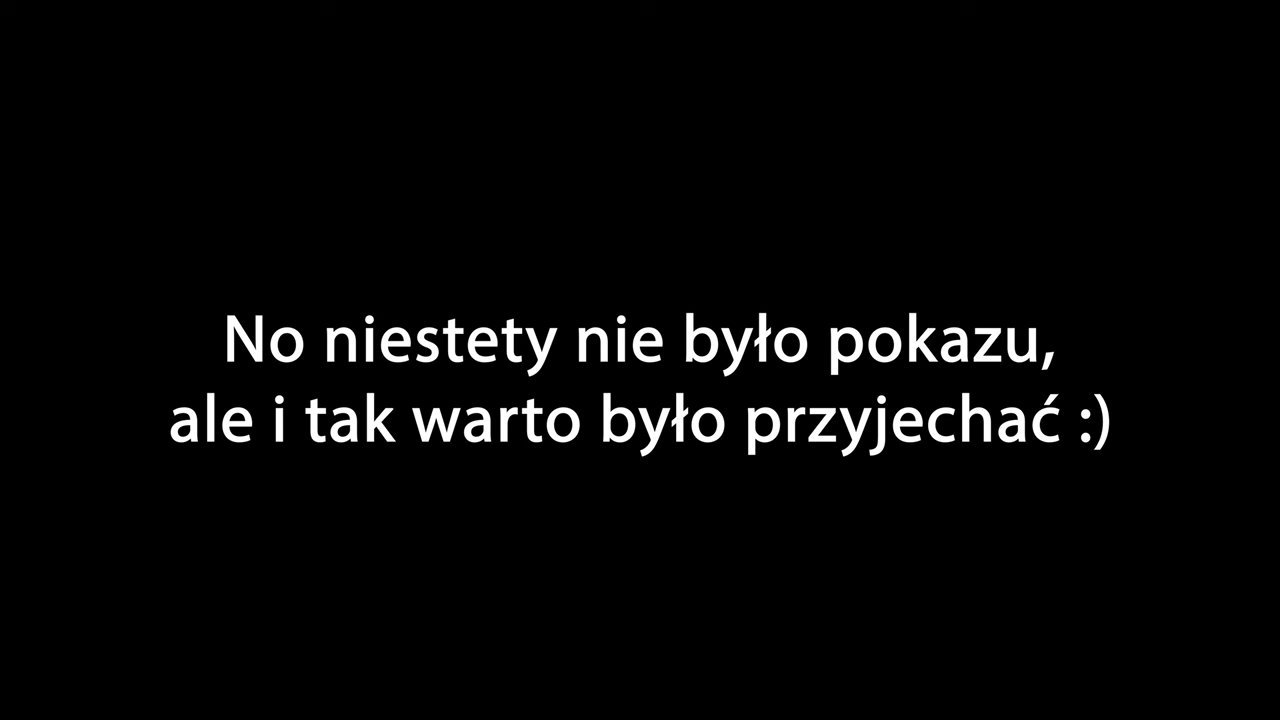 No niestety nie było pokazu,
ale i tak warto było przyjechać :)